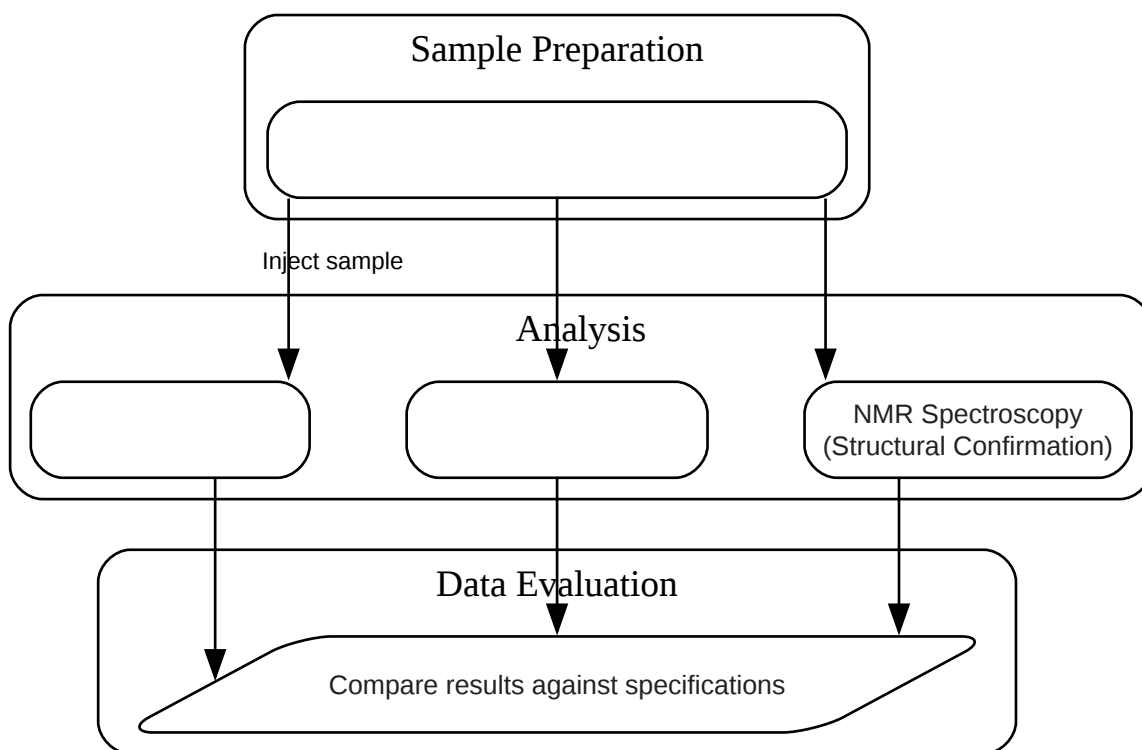 Sample Preparation
Inject sample
Analysis
NMR Spectroscopy
(Structural Confirmation)
Data Evaluation
Compare results against specifications